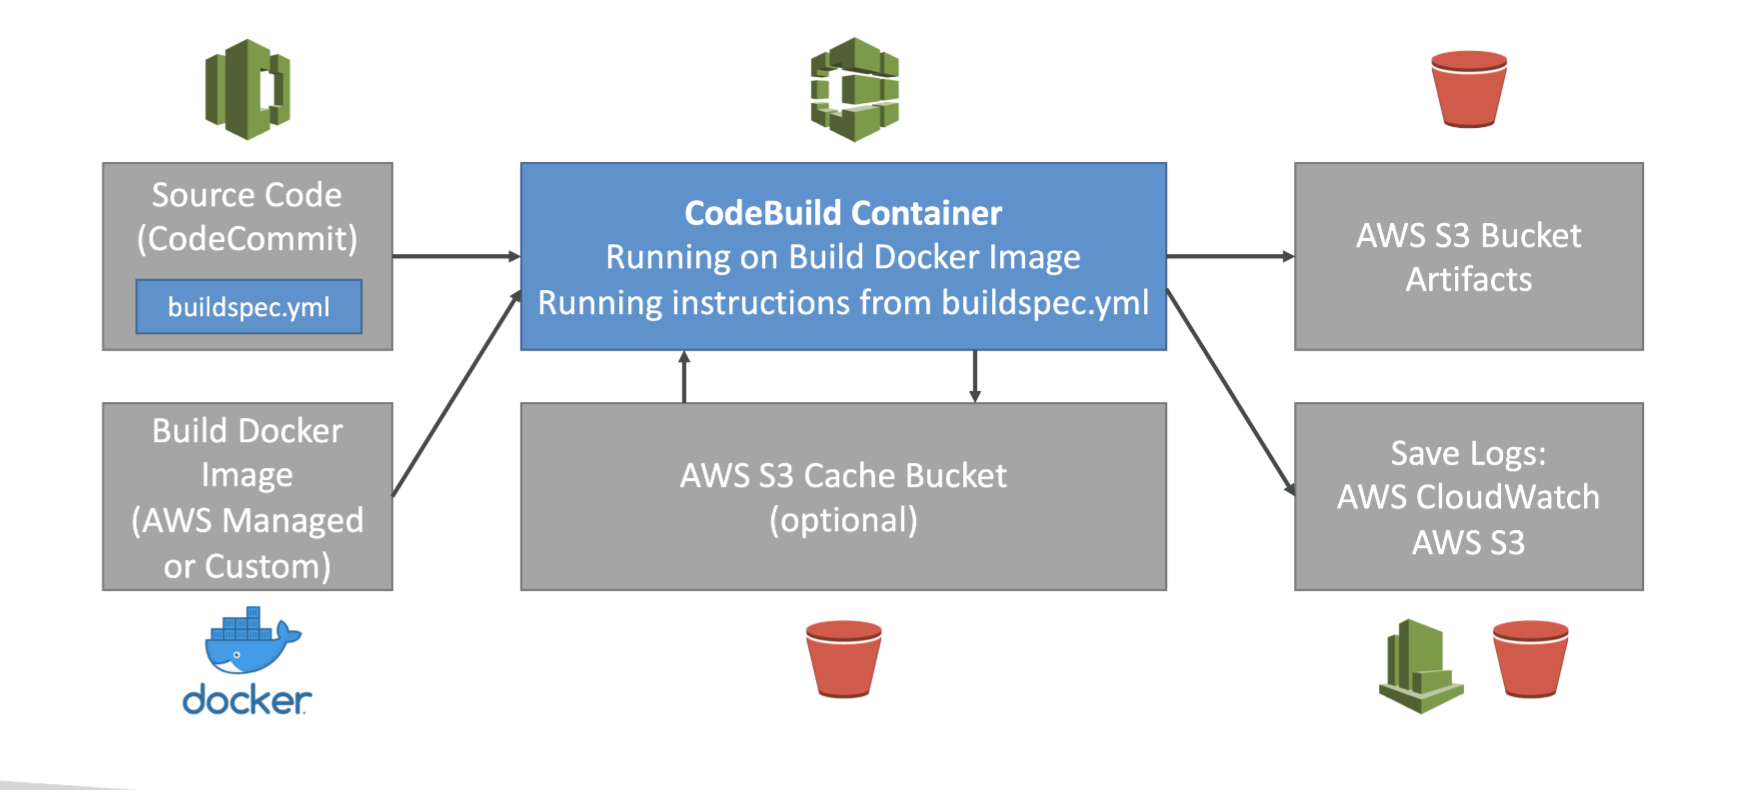 Source Code
(CodeCommit)
buildspec.yml
CodeBuild Container
Running on Build Docker Image
Running instructions from buildspec.yml
AWS S3 Bucket
Artifacts
Build Docker
Image
(AWS Managed
or Custom)
AWS S3 Cache Bucket
(optional)
Save Logs:
AWS CloudWatch
AWS S3
docker